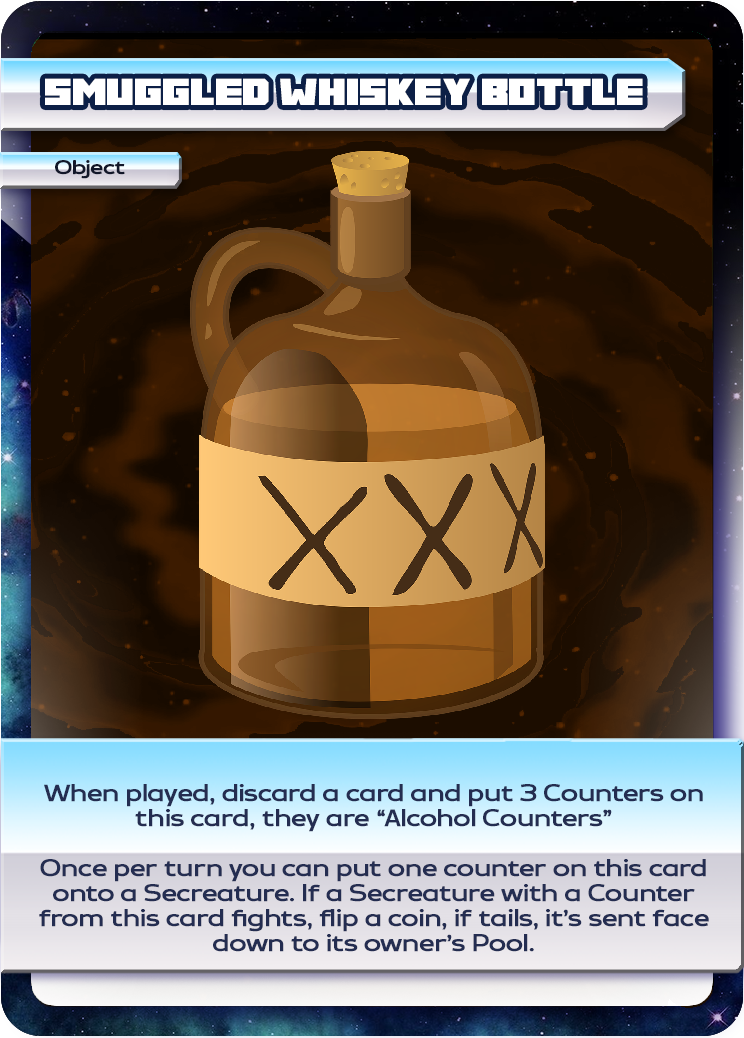 SMUGGLED WHISKEY BOTTLE
Object
XXX
When played, discard a card and put 3 Counters on
this card, they are “Alcohol Counters”
Once per turn you can put one counter on this card
onto a Secreature. If a Secreature with a Counter
from this card fights, flip a coin, if tails, it’s sent face
down to its owner’s Pool.